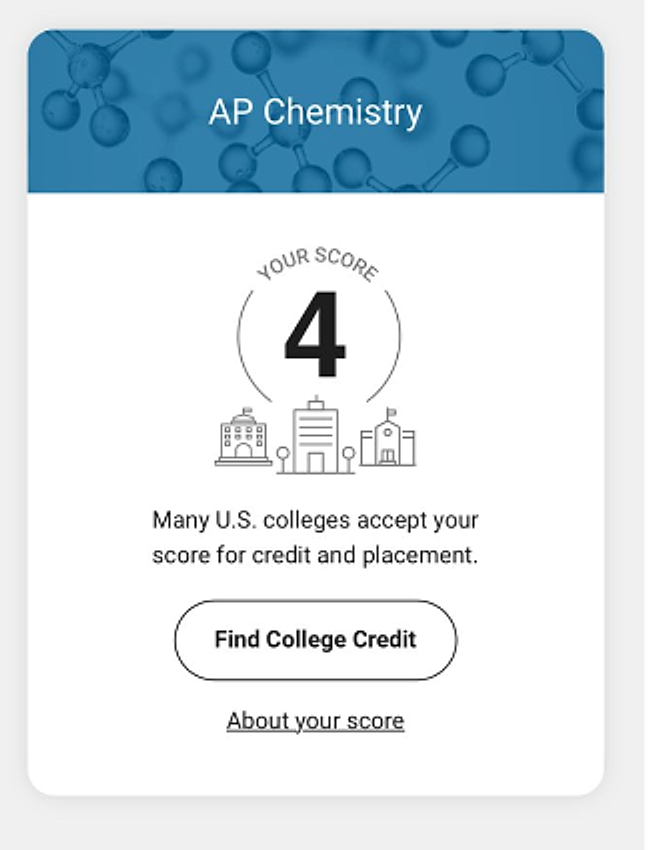 AP Chemistry
YOUR SCORE
4
Many U.S. colleges accept your
score for credit and placement.
Find College Credit
About your score